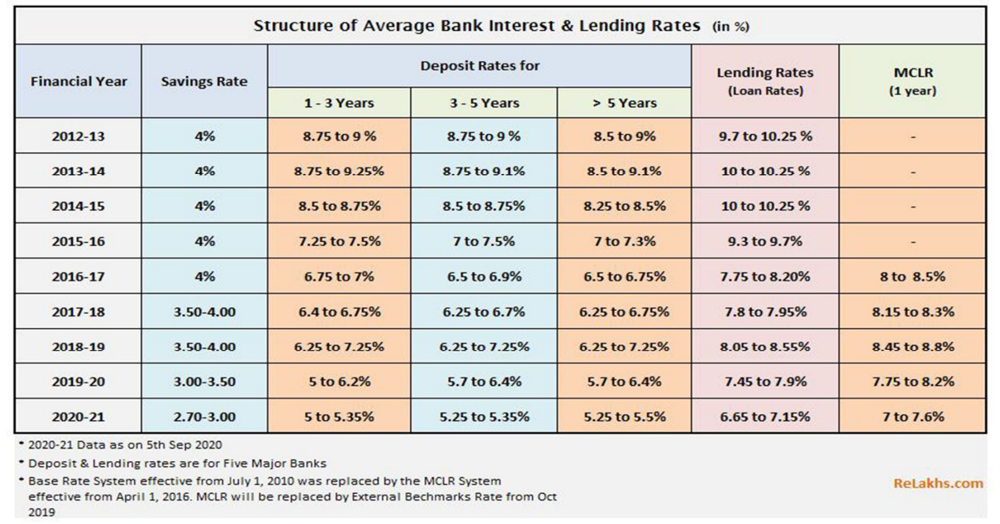 Structure of Average Bank Interest & Lending Rates (in %)
Financial Year Savings Rate Deposit Rates for Lending Rates (Loan Rates) MCLR (1 year)
1 - 3 Years 3 - 5 Years > 5 Years
2012-13 4% 8.75 to 9 % 8.75 to 9 % 8.5 to 9% 9.7 to 10.25 % -
2013-14 4% 8.75 to 9.25% 8.75 to 9.1% 8.5 to 9.1% 10 to 10.25 % -
2014-15 4% 8.5 to 8.75% 8.5 to 8.75% 8.25 to 8.5% 10 to 10.25 % -
2015-16 4% 7.25 to 7.5% 7 to 7.5% 7 to 7.3% 9.3 to 9.7% -
2016-17 4% 6.75 to 7% 6.5 to 6.9% 6.5 to 6.75% 7.75 to 8.20% 8 to 8.5%
2017-18 3.50-4.00 6.4 to 6.75% 6.25 to 6.7% 6.25 to 6.75% 7.8 to 7.95% 8.15 to 8.3%
2018-19 3.50-4.00 6.25 to 7.25% 6.25 to 7.25% 6.25 to 7.25% 8.05 to 8.55% 8.45 to 8.8%
2019-20 3.00-3.50 5 to 6.2% 5.7 to 6.4% 5.7 to 6.4% 7.45 to 7.9% 7.75 to 8.2%
2020-21 2.70-3.00 5 to 5.35% 5.25 to 5.35% 5.25 to 5.5% 6.65 to 7.15% 7 to 7.6%
* 2020-21 Data as on 5th Sep 2020
* Deposit & Lending rates are for Five Major Banks
* Base Rate System effective from July 1, 2010 was replaced by the MCLR System
effective from April 1, 2016. MCLR will be replaced by External Bechmarks Rate from Oct
2019
ReLakhs.com